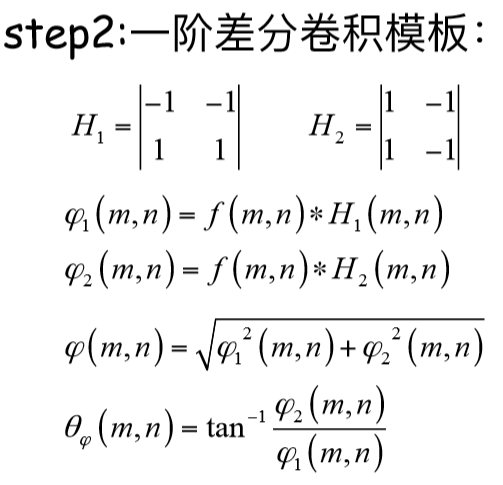 step2:一阶差分卷积模板：
H₁ = |-1 -1| H₂ = |1 -1|
|1 1| |1 -1|
φ₁(m,n) = f(m,n) * H₁(m,n)
φ₂(m,n) = f(m,n) * H₂(m,n)
φ(m,n) = √(φ₁²(m,n) + φ₂²(m,n))
θφ(m,n) = tan⁻¹ φ₂(m,n)
φ₁(m,n)